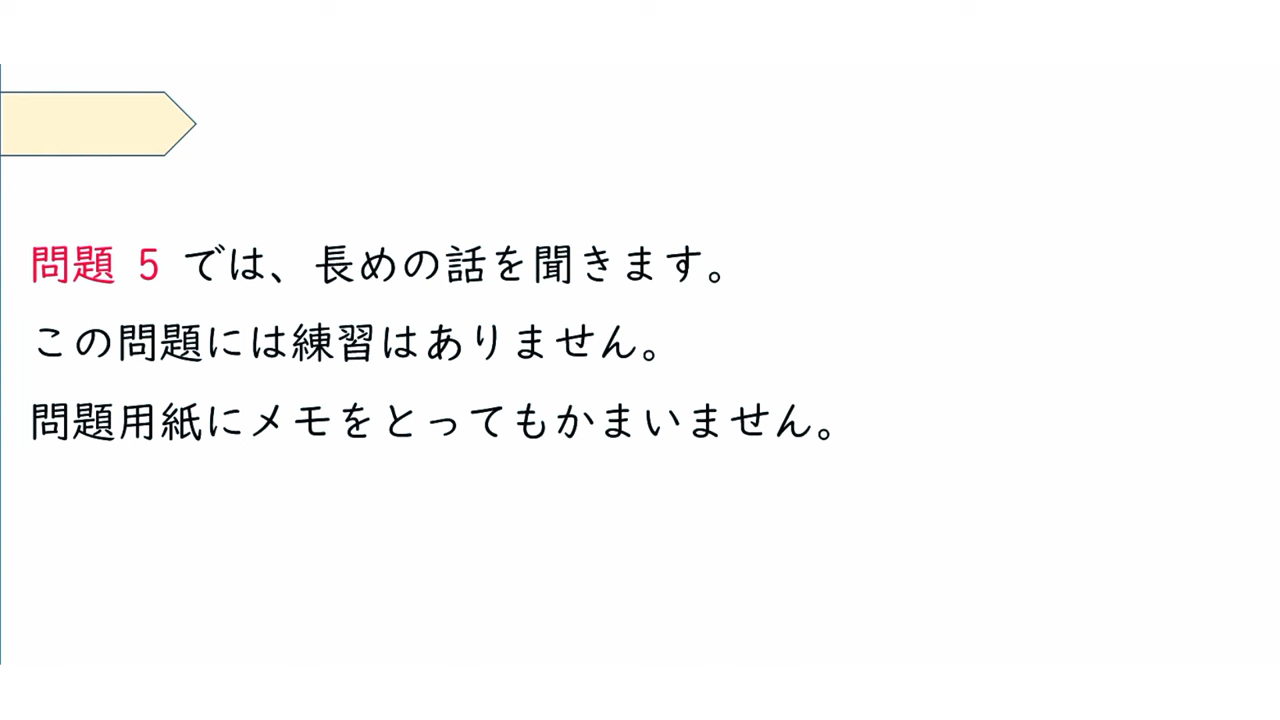 問題 5 では、長めの話を聞きます。
この問題には練習はありません。
問題用紙にメモをとってもかまいません。